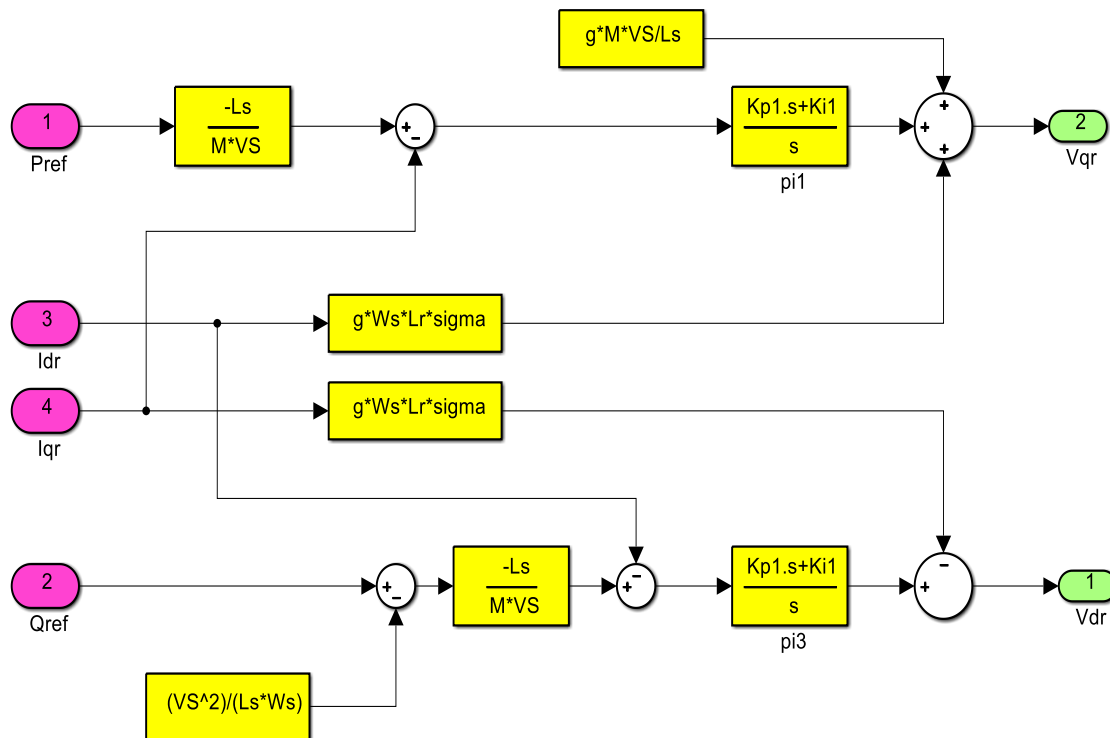 g*M*VS/Ls
1
Pref
-Ls
M*VS
+
-
Kp1.s+Ki1
s
pi1
+
+
+
2
Vqr
3
Idr
g*Ws*Lr*sigma
4
Iqr
g*Ws*Lr*sigma
2
Qref
+
-
-Ls
M*VS
-
+
Kp1.s+Ki1
s
pi3
-
+
1
Vdr
(VS^2)/(Ls*Ws)